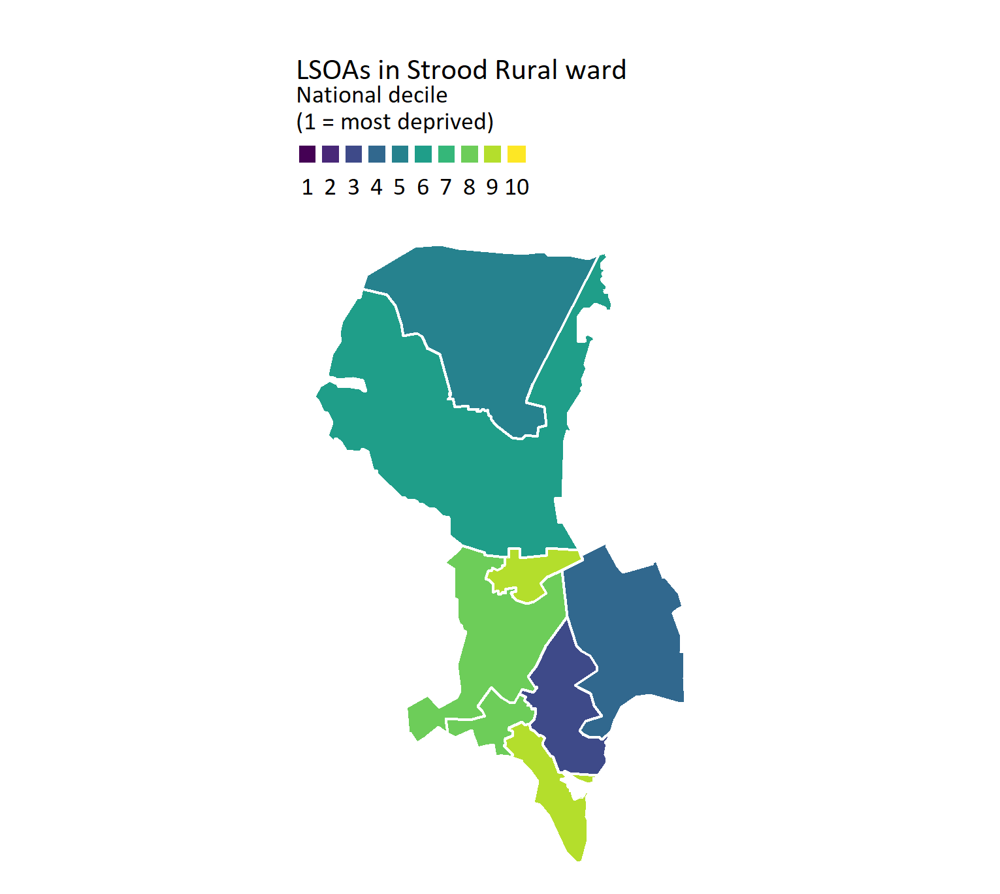 LSOAs in Strood Rural ward
National decile
(1 = most deprived)
1 2 3 4 5 6 7 8 9 10